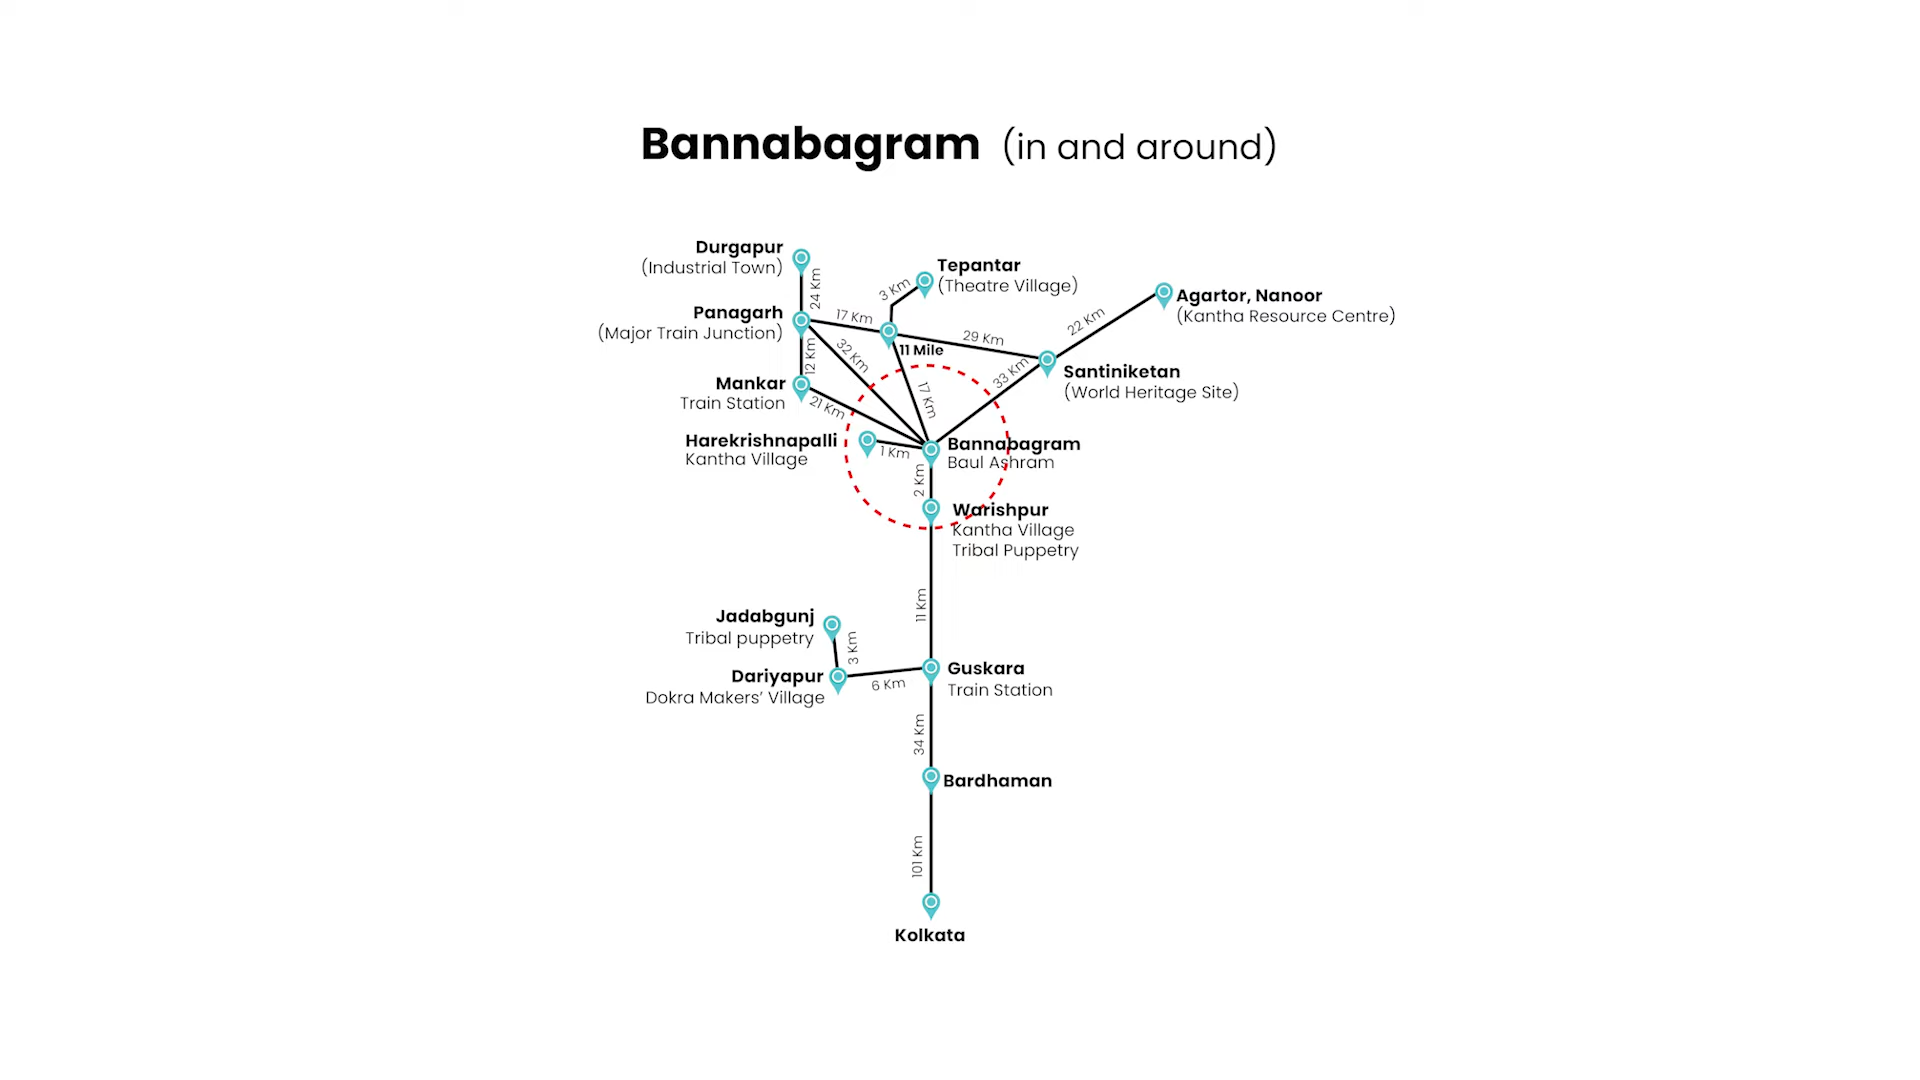 Bannabagram (in and around)
Durgapur
(Industrial Town)
24 Km
Tepantar
(Theatre Village)
3 Km
Agartor, Nanoor
(Kantha Resource Centre)
22 Km
Panagarh
(Major Train Junction)
17 Km
11 Mile
29 Km
12 Km
32 Km
33 Km
Santiniketan
(World Heritage Site)
Mankar
Train Station
21 Km
17 Km
Harekrishnapalli
Kantha Village
1 Km
Bannabagram
Baul Ashram
2 Km
Warishpur
Kantha Village
Tribal Puppetry
11 Km
Jadabgunj
Tribal puppetry
3 Km
Dariyapur
Dokra Makers’ Village
6 Km
Guskara
Train Station
34 Km
Bardhaman
101 Km
Kolkata